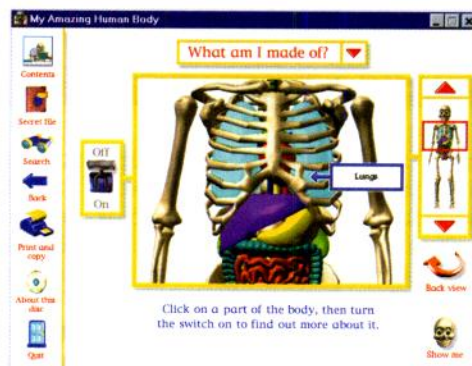 My Amazing Human Body
What am I made of?
Contents
Secret file
Search
Back
Print and
copy
About this
disc
Quit
Off
On
Lungs
Back view
Show me
Click on a part of the body, then turn
the switch on to find out more about it.